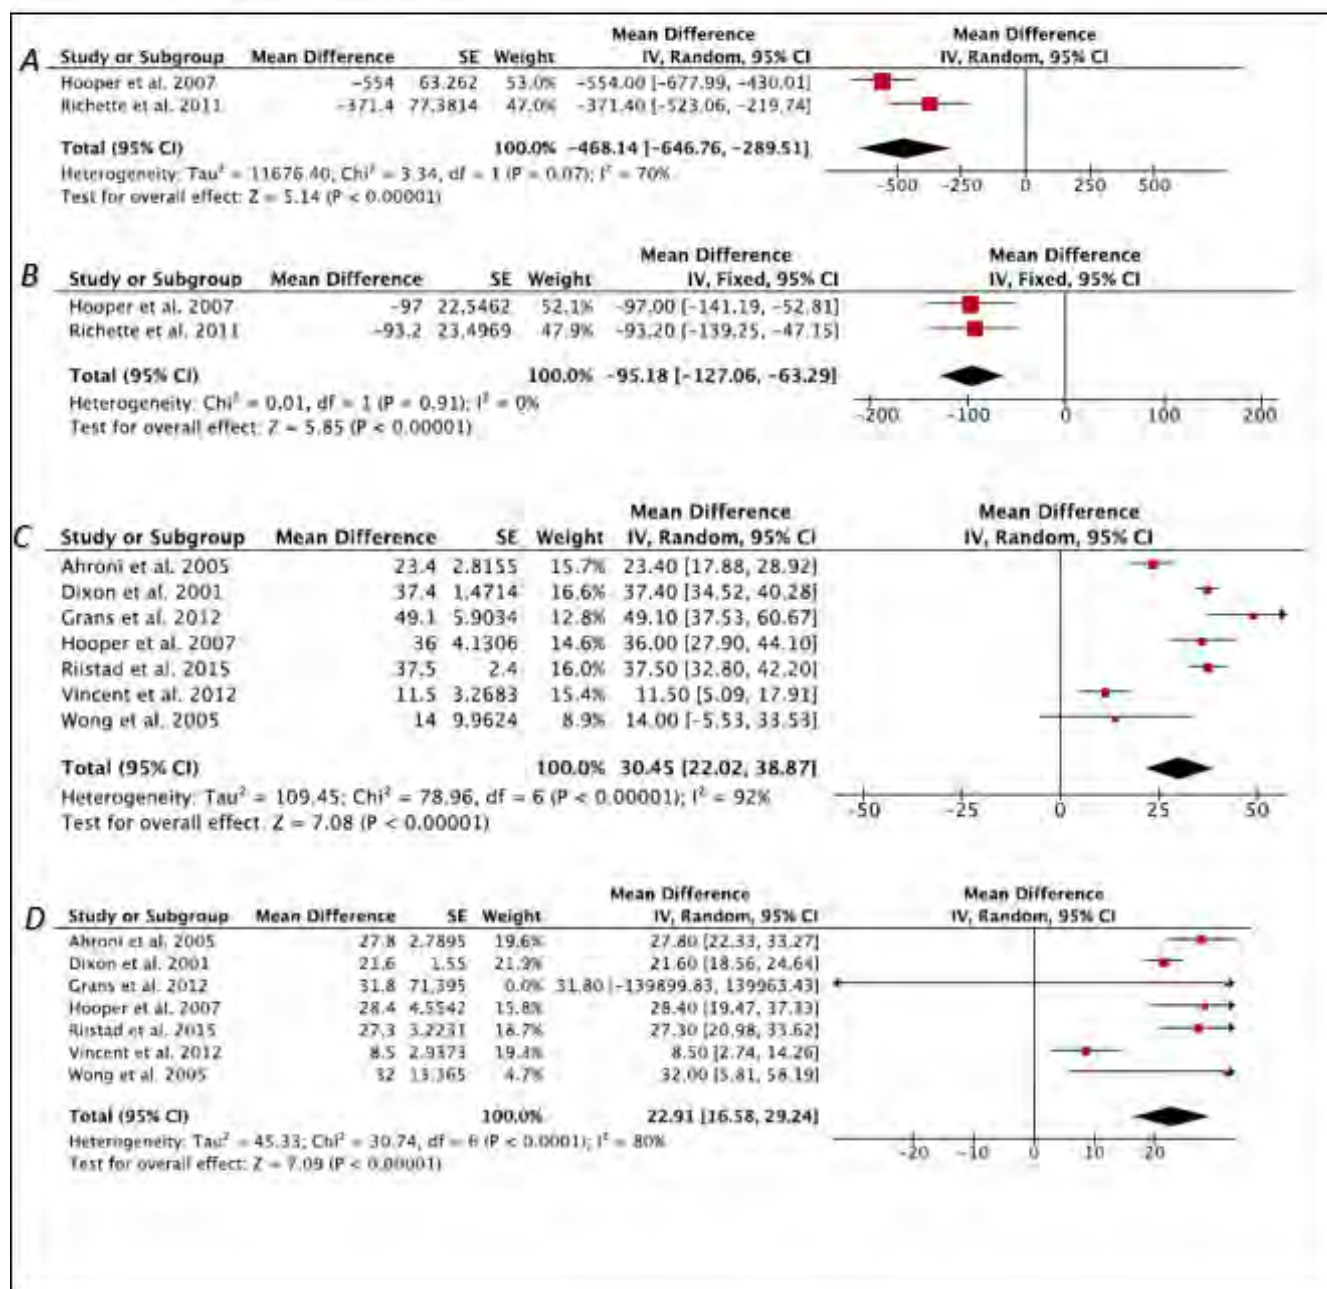 Mean Difference Mean Difference
A Study or Subgroup Mean Difference SE Weight IV, Random, 95% CI IV, Random, 95% CI
Hooper et al. 2007 -554 63.262 53.0% -554.00 [-677.99, -430.01]
Richette et al. 2011 -371.4 77.3814 47.0% -371.40 [-523.06, -219.74]
Total (95% CI) 100.0% -468.14 [-646.76, -289.51]
Heterogeneity: Tau² = 11676.40; Chi² = 3.34, df = 1 (P = 0.07); I² = 70%
Test for overall effect: Z = 5.14 (P < 0.00001)
-500 -250 0 250 500
Mean Difference Mean Difference
B Study or Subgroup Mean Difference SE Weight IV, Fixed, 95% CI IV, Fixed, 95% CI
Hooper et al. 2007 -97 22.5462 52.1% -97.00 [-141.19, -52.81]
Richette et al. 2011 -93.2 23.4969 47.9% -93.20 [-139.25, -47.15]
Total (95% CI) 100.0% -95.18 [-127.06, -63.29]
Heterogeneity: Chi² = 0.01, df = 1 (P = 0.91); I² = 0%
Test for overall effect: Z = 5.85 (P < 0.00001)
-200 -100 0 100 200
Mean Difference Mean Difference
C Study or Subgroup Mean Difference SE Weight IV, Random, 95% CI IV, Random, 95% CI
Ahroni et al. 2005 23.4 2.8155 15.7% 23.40 [17.88, 28.92]
Dixon et al. 2001 37.4 1.4714 16.6% 37.40 [34.52, 40.28]
Grans et al. 2012 49.1 5.9034 12.8% 49.10 [37.53, 60.67]
Hooper et al. 2007 36 4.1306 14.6% 36.00 [27.90, 44.10]
Riistad et al. 2015 37.5 2.4 16.0% 37.50 [32.80, 42.20]
Vincent et al. 2012 11.5 3.2683 15.4% 11.50 [5.09, 17.91]
Wong et al. 2005 14 9.9624 8.9% 14.00 [-5.53, 33.53]
Total (95% CI) 100.0% 30.45 [22.02, 38.87]
Heterogeneity: Tau² = 109.45; Chi² = 78.96, df = 6 (P < 0.00001); I² = 92%
Test for overall effect: Z = 7.08 (P < 0.00001)
-50 -25 0 25 50
Mean Difference Mean Difference
D Study or Subgroup Mean Difference SE Weight IV, Random, 95% CI IV, Random, 95% CI
Ahroni et al. 2005 27.8 2.7895 19.6% 27.80 [22.33, 33.27]
Dixon et al. 2001 21.6 1.55 21.9% 21.60 [18.56, 24.64]
Grans et al. 2012 31.8 71,395 0.0% 31.80 [-139899.83, 139963.43]
Hooper et al. 2007 28.4 4.5542 15.8% 28.40 [19.47, 37.33]
Riistad et al. 2015 27.3 3.2231 18.7% 27.30 [20.98, 33.62]
Vincent et al. 2012 8.5 2.9373 19.3% 8.50 [2.74, 14.26]
Wong et al. 2005 32 13.365 4.7% 32.00 [5.81, 58.19]
Total (95% CI) 100.0% 22.91 [16.58, 29.24]
Heterogeneity: Tau² = 45.33; Chi² = 30.74, df = 6 (P < 0.0001); I² = 80%
Test for overall effect: Z = 7.09 (P < 0.00001)
-20 -10 0 10 20